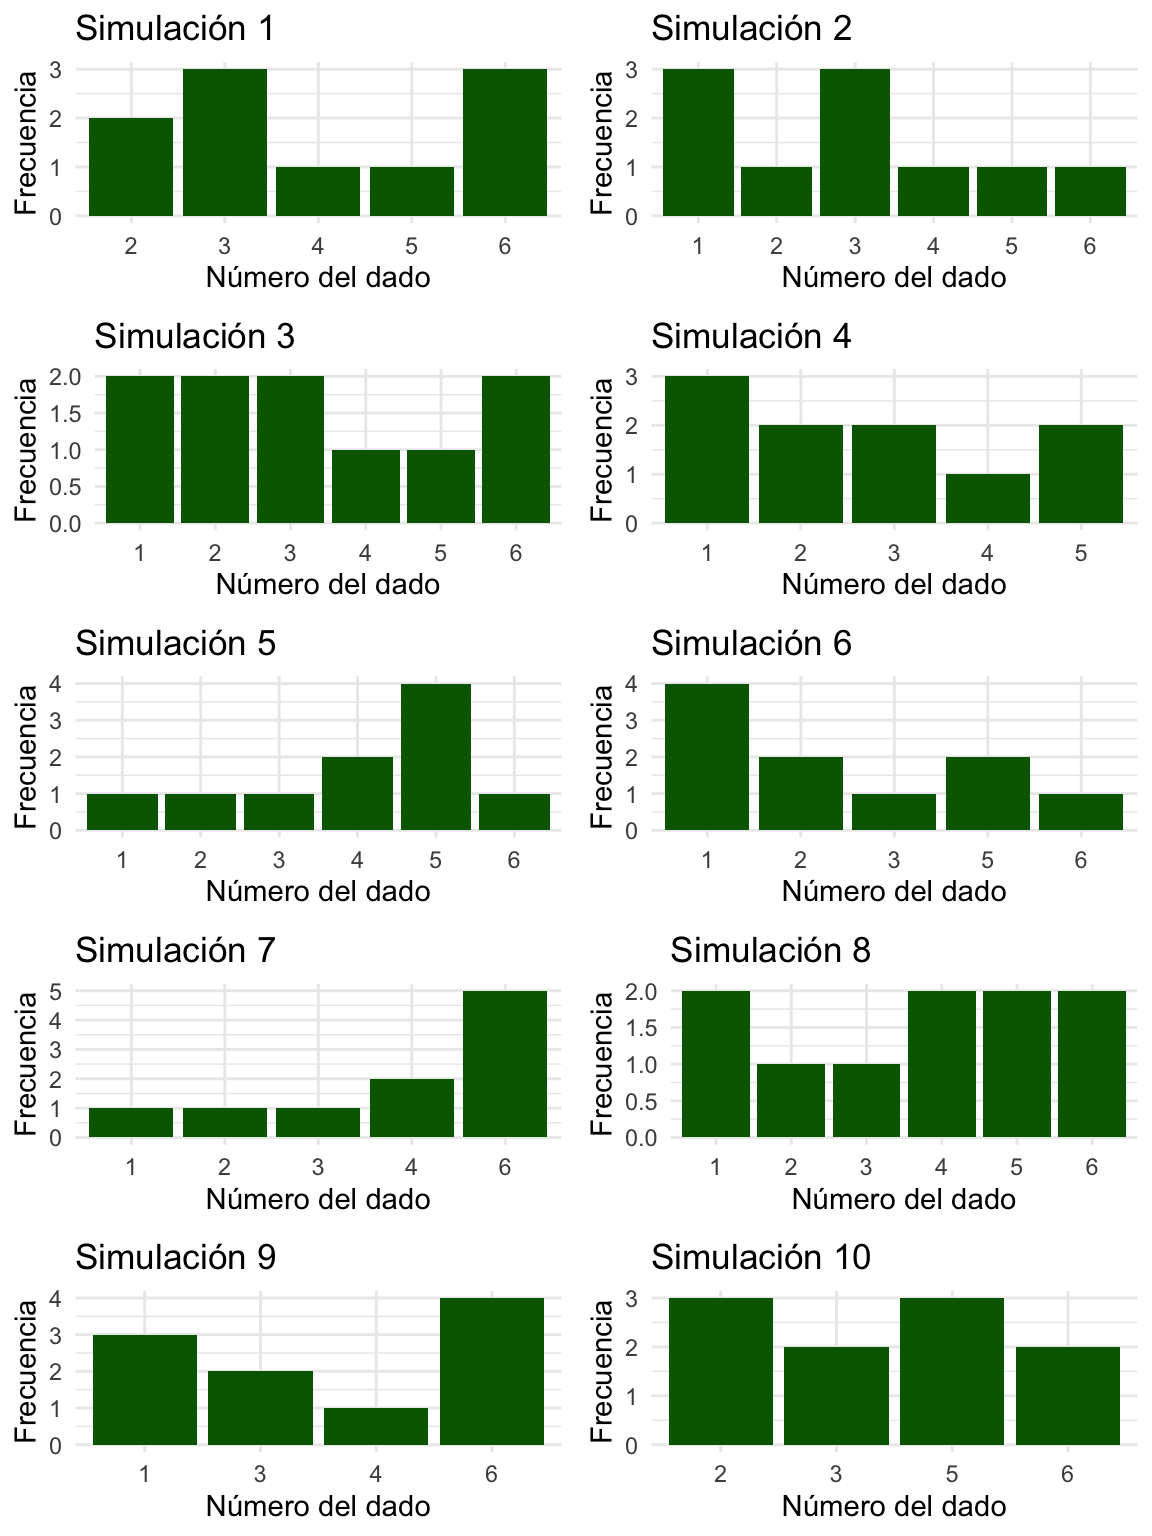 Simulación 1
Frecuencia
3
2
1
0
2 3 4 5 6
Número del dado
Simulación 2
Frecuencia
3
2
1
0
1 2 3 4 5 6
Número del dado
Simulación 3
Frecuencia
2.0
1.5
1.0
0.5
0.0
1 2 3 4 5 6
Número del dado
Simulación 4
Frecuencia
3
2
1
0
1 2 3 4 5
Número del dado
Simulación 5
Frecuencia
4
3
2
1
0
1 2 3 4 5 6
Número del dado
Simulación 6
Frecuencia
4
3
2
1
0
1 2 3 5 6
Número del dado
Simulación 7
Frecuencia
5
4
3
2
1
0
1 2 3 4 6
Número del dado
Simulación 8
Frecuencia
2.0
1.5
1.0
0.5
0.0
1 2 3 4 5 6
Número del dado
Simulación 9
Frecuencia
4
3
2
1
0
1 3 4 6
Número del dado
Simulación 10
Frecuencia
3
2
1
0
2 3 5 6
Número del dado